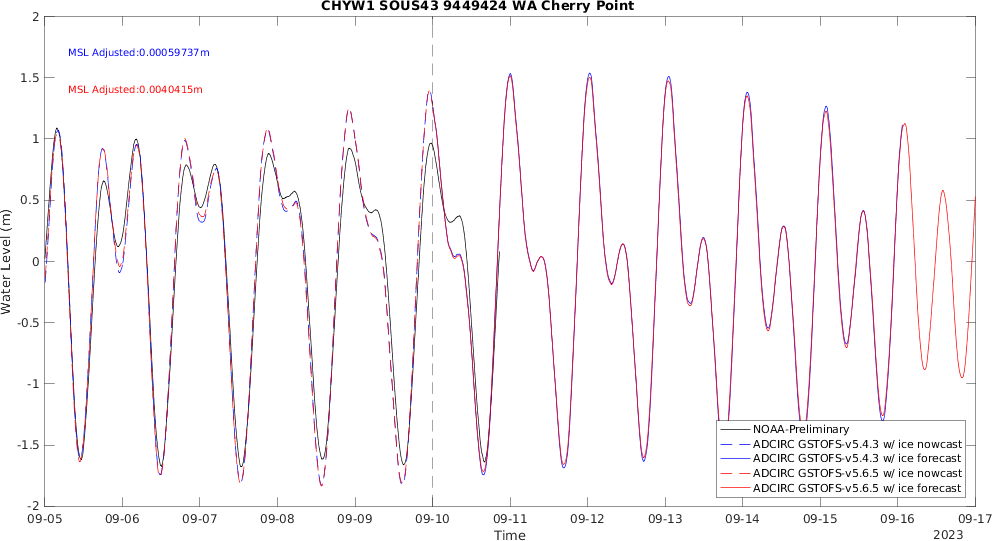 CHYW1 SOUS43 9449424 WA Cherry Point
MSL Adjusted:0.00059737m
MSL Adjusted:0.0040415m
Water Level (m)
2
1.5
1
0.5
0
-0.5
-1
-1.5
-2
NOAA-Preliminary
ADCIRC GSTOFS-v5.4.3 w/ ice nowcast
ADCIRC GSTOFS-v5.4.3 w/ ice forecast
ADCIRC GSTOFS-v5.6.5 w/ ice nowcast
ADCIRC GSTOFS-v5.6.5 w/ ice forecast
09-05 09-06 09-07 09-08 09-09 09-10 09-11 09-12 09-13 09-14 09-15 09-16 09-17
Time
2023